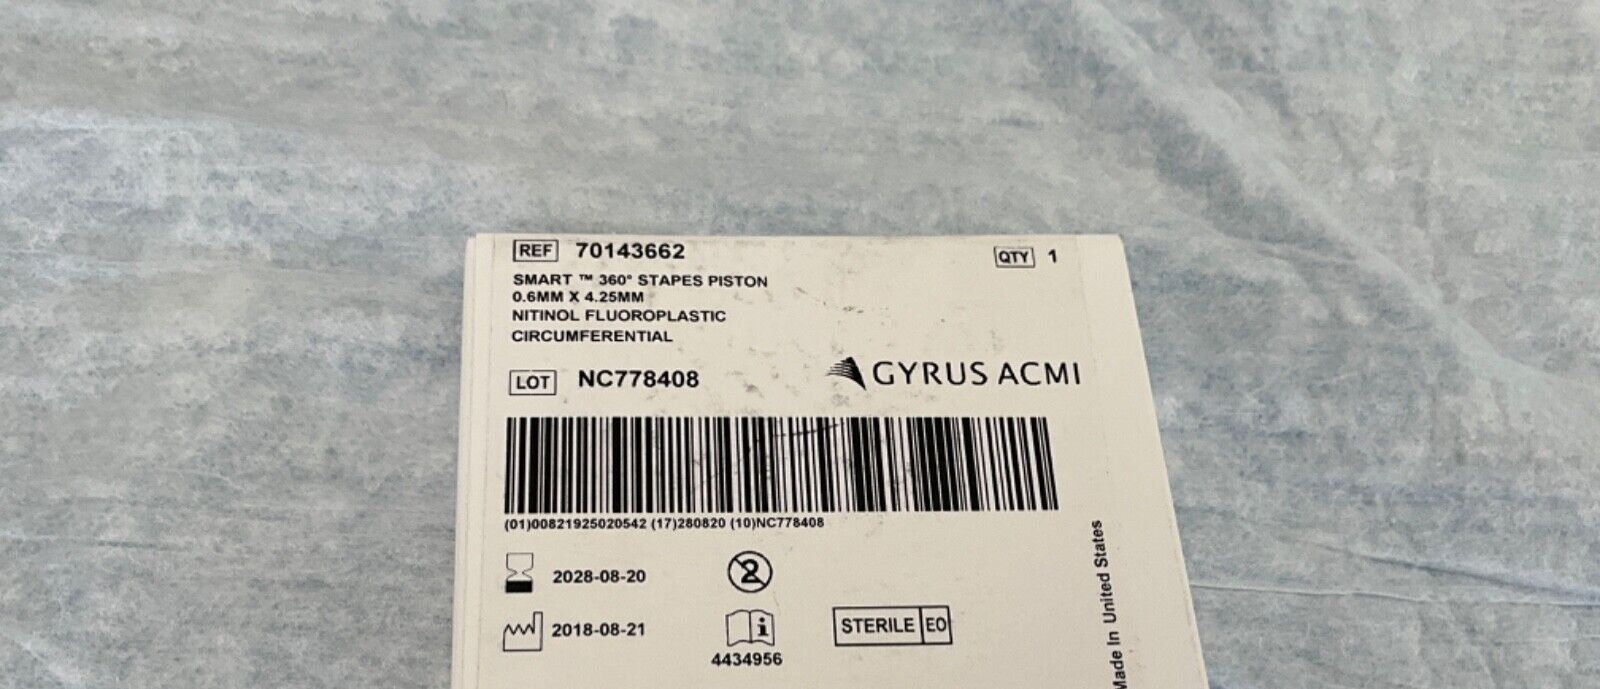 REF 70143662
QTY 1
SMART ™ 360° STAPES PISTON
0.6MM X 4.25MM
NITINOL FLUOROPLASTIC
CIRCUMFERENTIAL
LOT NC778408
GYRUS ACMI
(01)00821925020542 (17)280820 (10)NC778408
2028-08-20
2
2018-08-21
i
4434956
STERILE EO
Made In United States